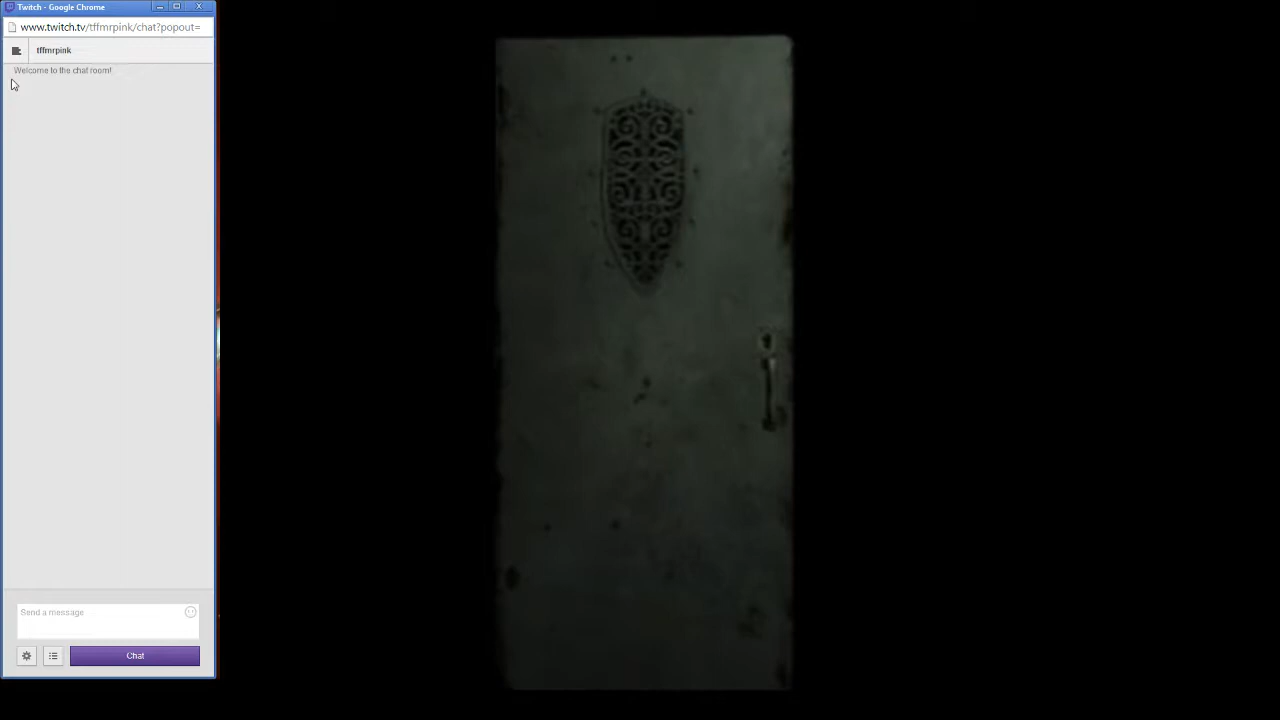 Twitch - Google Chrome
www.twitch.tv/tffmrpink/chat?popout=
tffmrpink
Welcome to the chat room!
Send a message
Chat